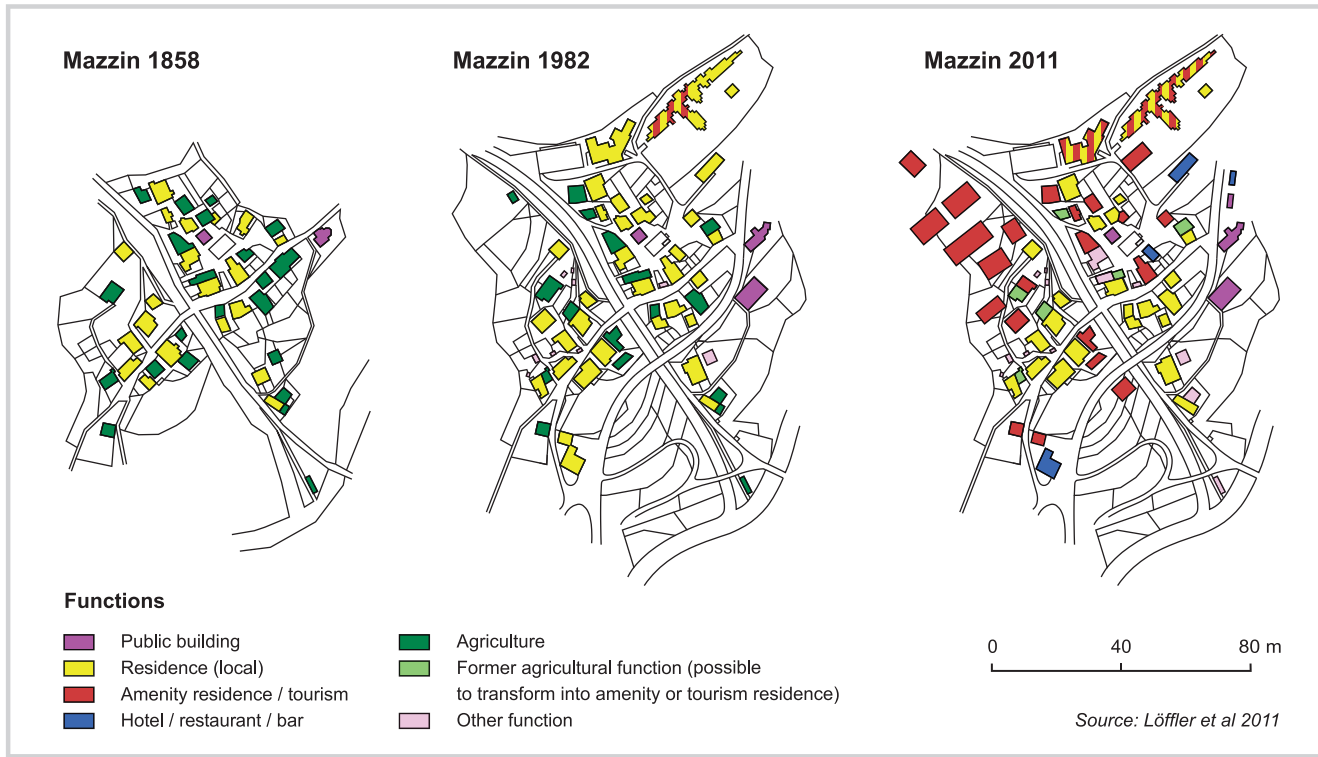 Mazzin 1858
Mazzin 1982
Mazzin 2011
Functions
Public building
Residence (local)
Amenity residence / tourism
Hotel / restaurant / bar
Agriculture
Former agricultural function (possible
to transform into amenity or tourism residence)
Other function
0 40 80 m
Source: Löffler et al 2011